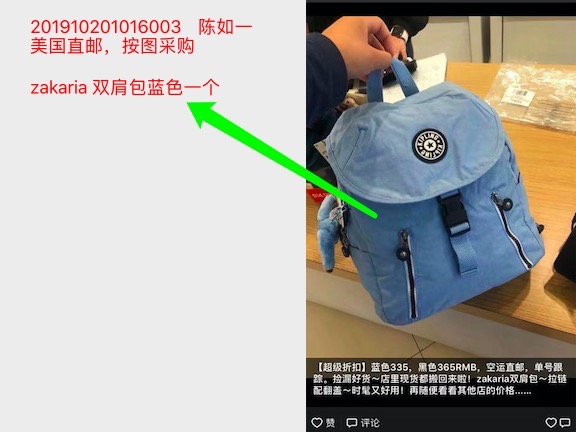 201910201016003 陈如一
美国直邮，按图采购
zakaria 双肩包蓝色一个
KIPLING
KIPLING
【超级折扣】蓝色335，黑色365RMB，空运直邮，单号跟
踪。捡漏好货～店里现货都搬回来啦！zakaria双肩包～拉链
配翻盖～时髦又好用！再随便看看其他店的价格……
赞 评论